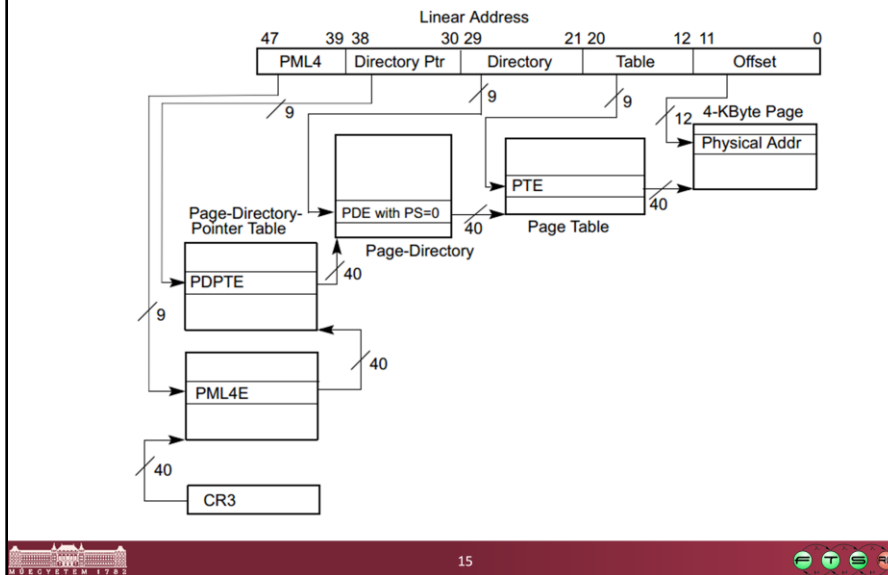 Linear Address
47 39 38 30 29 21 20 12 11 0
PML4 Directory Ptr Directory Table Offset
9 9 9 12 4-KByte Page
Physical Addr
PTE
40
PDE with PS=0
40
Page Table
Page-Directory-
Pointer Table
Page-Directory
40
PDPTE
9
40
PML4E
40
CR3
MŰEGYETEM 1782
15
F T S R